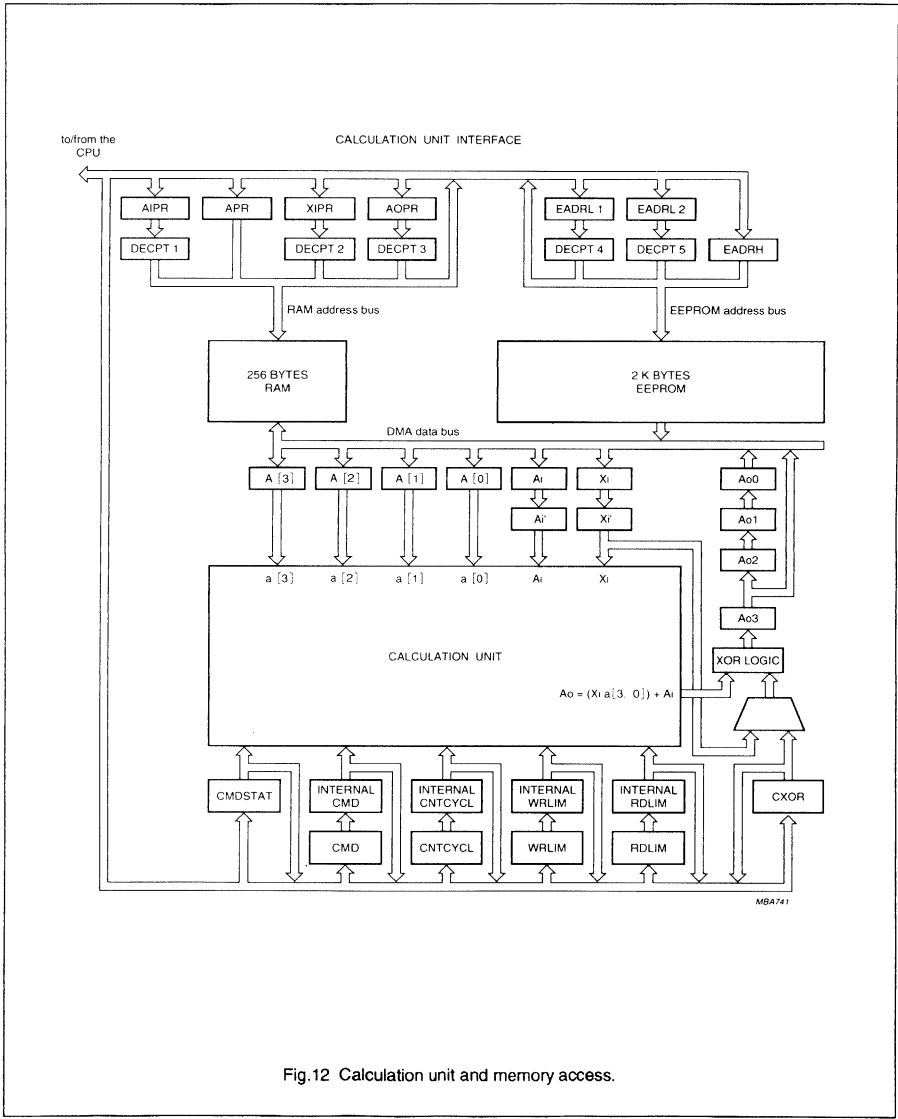 to/from the
CPU
CALCULATION UNIT INTERFACE
AIPR
APR
XIPR
AOPR
EADRL 1
EADRL 2
DECPT 1
DECPT 2
DECPT 3
DECPT 4
DECPT 5
EADRH
RAM address bus
EEPROM address bus
256 BYTES
RAM
2 K BYTES
EEPROM
DMA data bus
A [3]
A [2]
A [1]
A [0]
Ai
Xi
Ao0
Ai'
Xi'
Ao1
Ao2
a [3]
a [2]
a [1]
a [0]
Ai
Xi
Ao3
CALCULATION UNIT
XOR LOGIC
Ao = (Xi a[3. 0]) + Ai
CMDSTAT
INTERNAL
CMD
INTERNAL
CNTCYCL
INTERNAL
WRLIM
INTERNAL
RDLIM
CXOR
CMD
CNTCYCL
WRLIM
RDLIM
MBA741
Fig.12 Calculation unit and memory access.